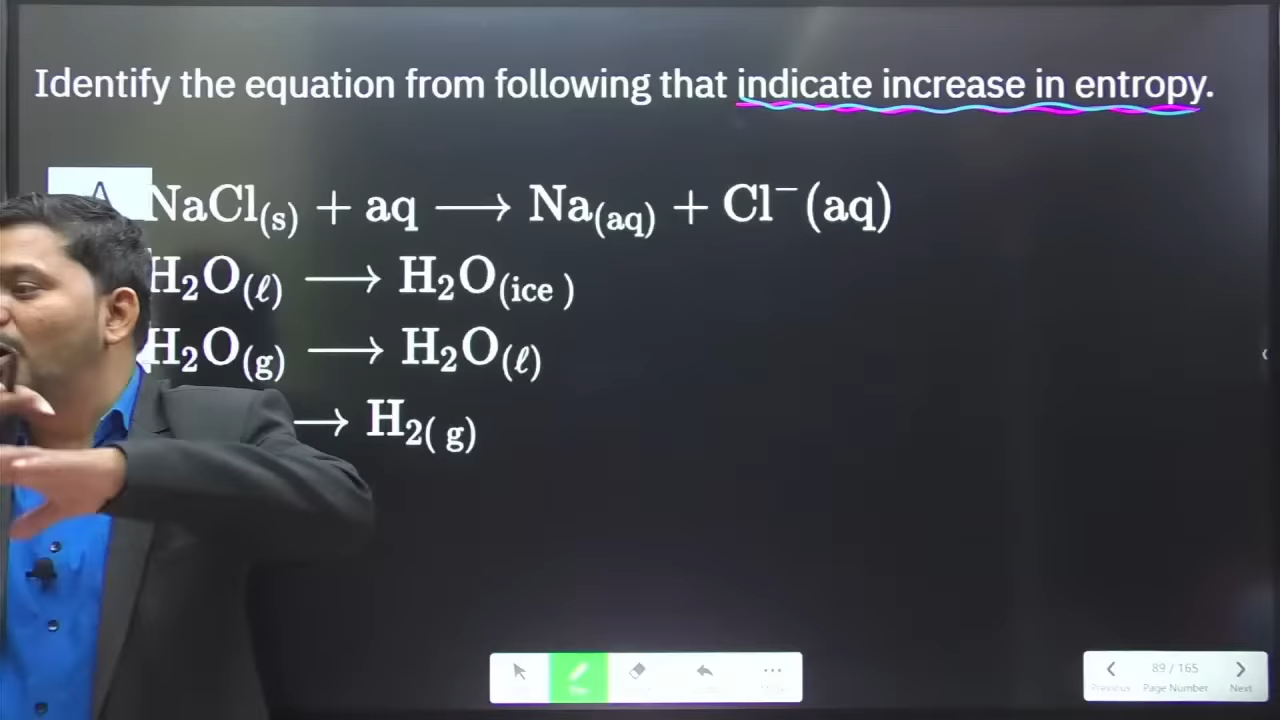 Identify the equation from following that indicate increase in entropy.
A NaCl(s) + aq ⟶ Na(aq) + Cl⁻(aq)
H₂O(ℓ) ⟶ H₂O(ice )
H₂O(g) ⟶ H₂O(ℓ)
⟶ H₂( g)
89 / 165
Previous Page Number Next